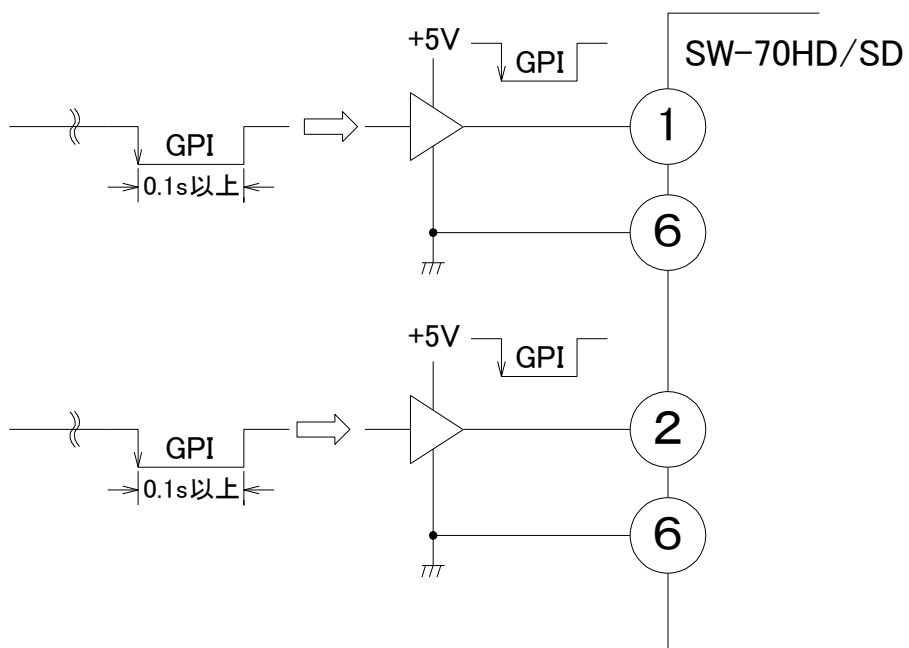 +5V
GPI
SW-70HD/SD
1
GPI
0.1s以上
6
+5V
GPI
2
GPI
0.1s以上
6